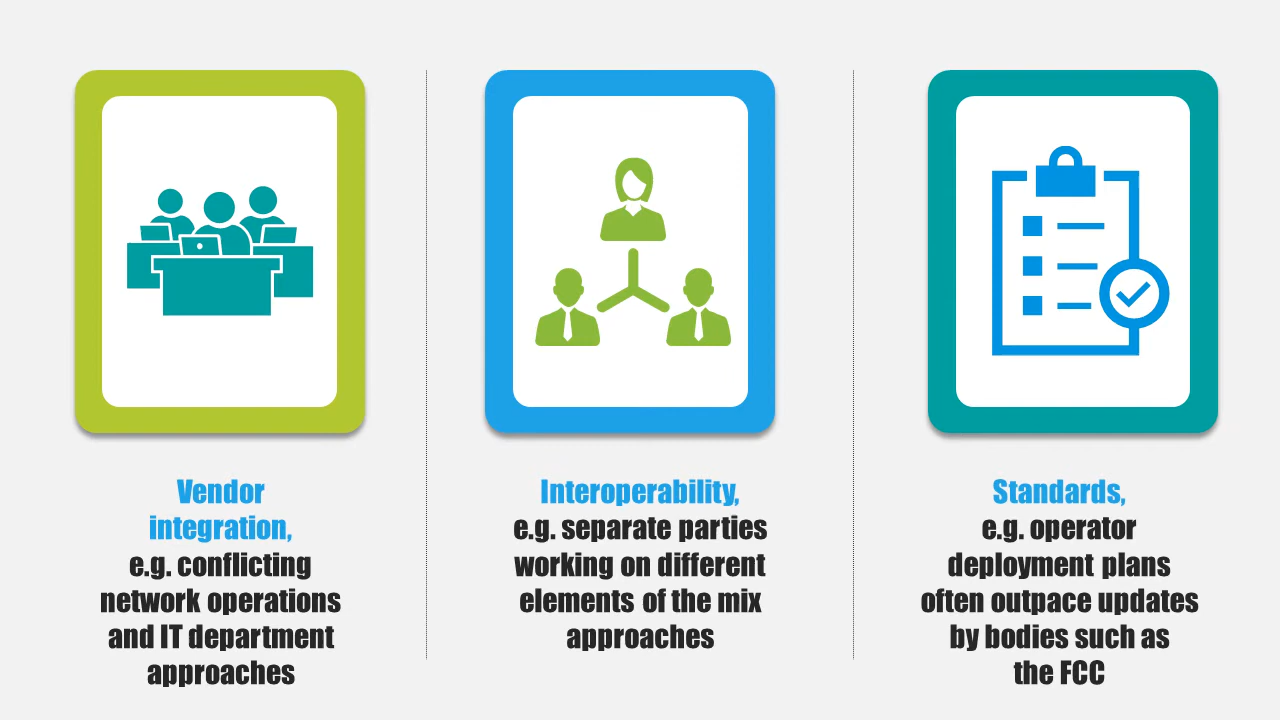 Vendor
integration,
e.g. conflicting
network operations
and IT department
approaches
Interoperability,
e.g. separate parties
working on different
elements of the mix
approaches
Standards,
e.g. operator
deployment plans
often outpace updates
by bodies such as
the FCC